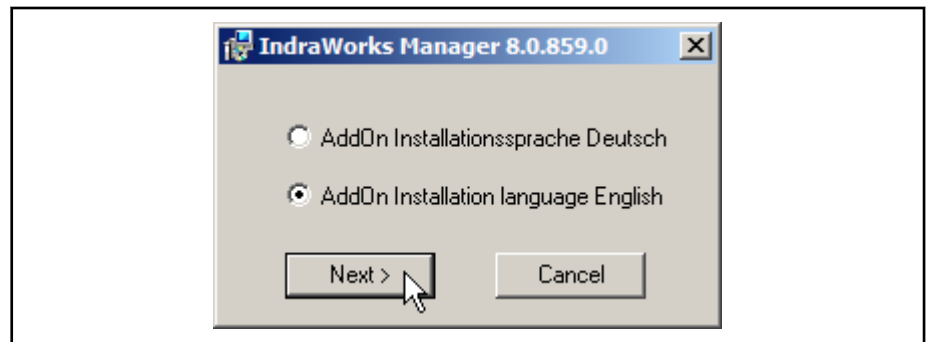 IndraWorks Manager 8.0.859.0
AddOn Installationssprache Deutsch
AddOn Installation language English
Next > Cancel